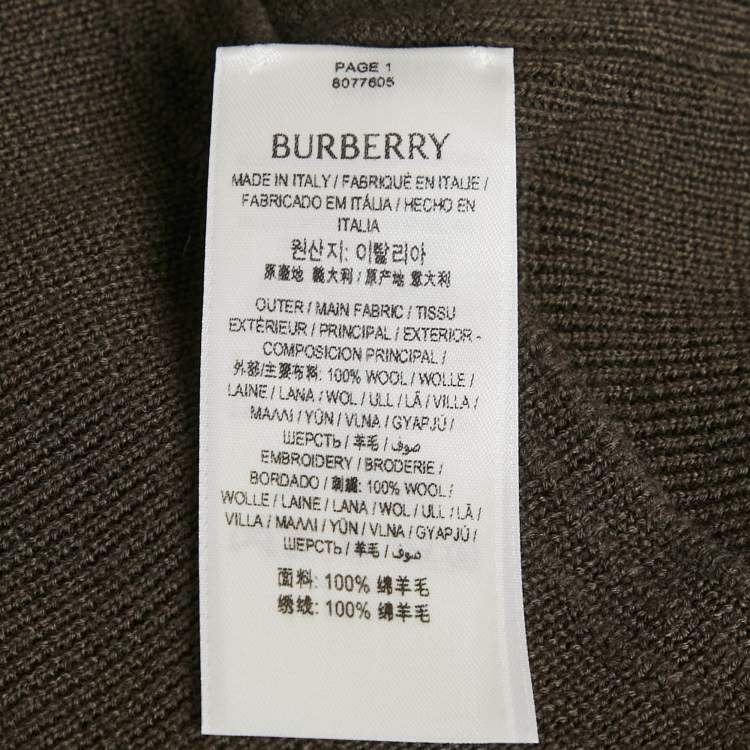 PAGE 1
8077605
BURBERRY
MADE IN ITALY / FABRIQUÉ EN ITALIE /
FABRICADO EM ITÁLIA / HECHO EN
ITALIA
원산지: 이탈리아
原產地 義大利 / 原产地 意大利
OUTER / MAIN FABRIC / TISSU
EXTÉRIEUR / PRINCIPAL / EXTERIOR -
COMPOSICION PRINCIPAL /
外部/主要布料: 100% WOOL / WOLLE /
LAINE / LANA / WOL / ULL / LÃ / VILLA /
ΜΑΛΛΙ / YÜN / VLNA / GYAPJÚ /
ШЕРСТЬ / 羊毛 / صوف /
EMBROIDERY / BRODERIE /
BORDADO / 刺繡: 100% WOOL /
WOLLE / LAINE / LANA / WOL / ULL / LÃ /
VILLA / ΜΑΛΛΙ / YÜN / VLNA / GYAPJÚ /
ШЕРСТЬ / 羊毛 / صوف /
面料: 100% 绵羊毛
绣线: 100% 绵羊毛